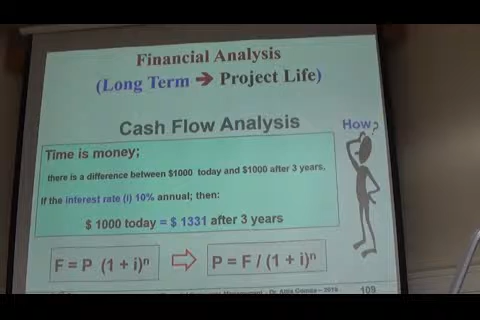 Financial Analysis
(Long Term ➔ Project Life)
Cash Flow Analysis
How?
Time is money;
there is a difference between $1000 today and $1000 after 3 years.
If the interest rate (i) 10% annual; then:
$ 1000 today = $ 1331 after 3 years
F = P (1 + i)ⁿ
P = F / (1 + i)ⁿ
109